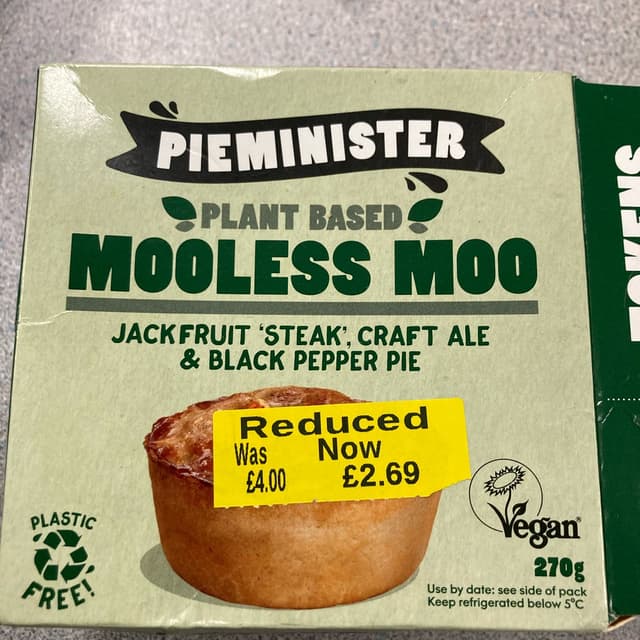 PIEMINISTER
PLANT BASED
MOOLESS MOO
JACKFRUIT 'STEAK', CRAFT ALE
& BLACK PEPPER PIE
Reduced
Was Now
£4.00 £2.69
PLASTIC
FREE!
Vegan
270g
Use by date: see side of pack
Keep refrigerated below 5°C